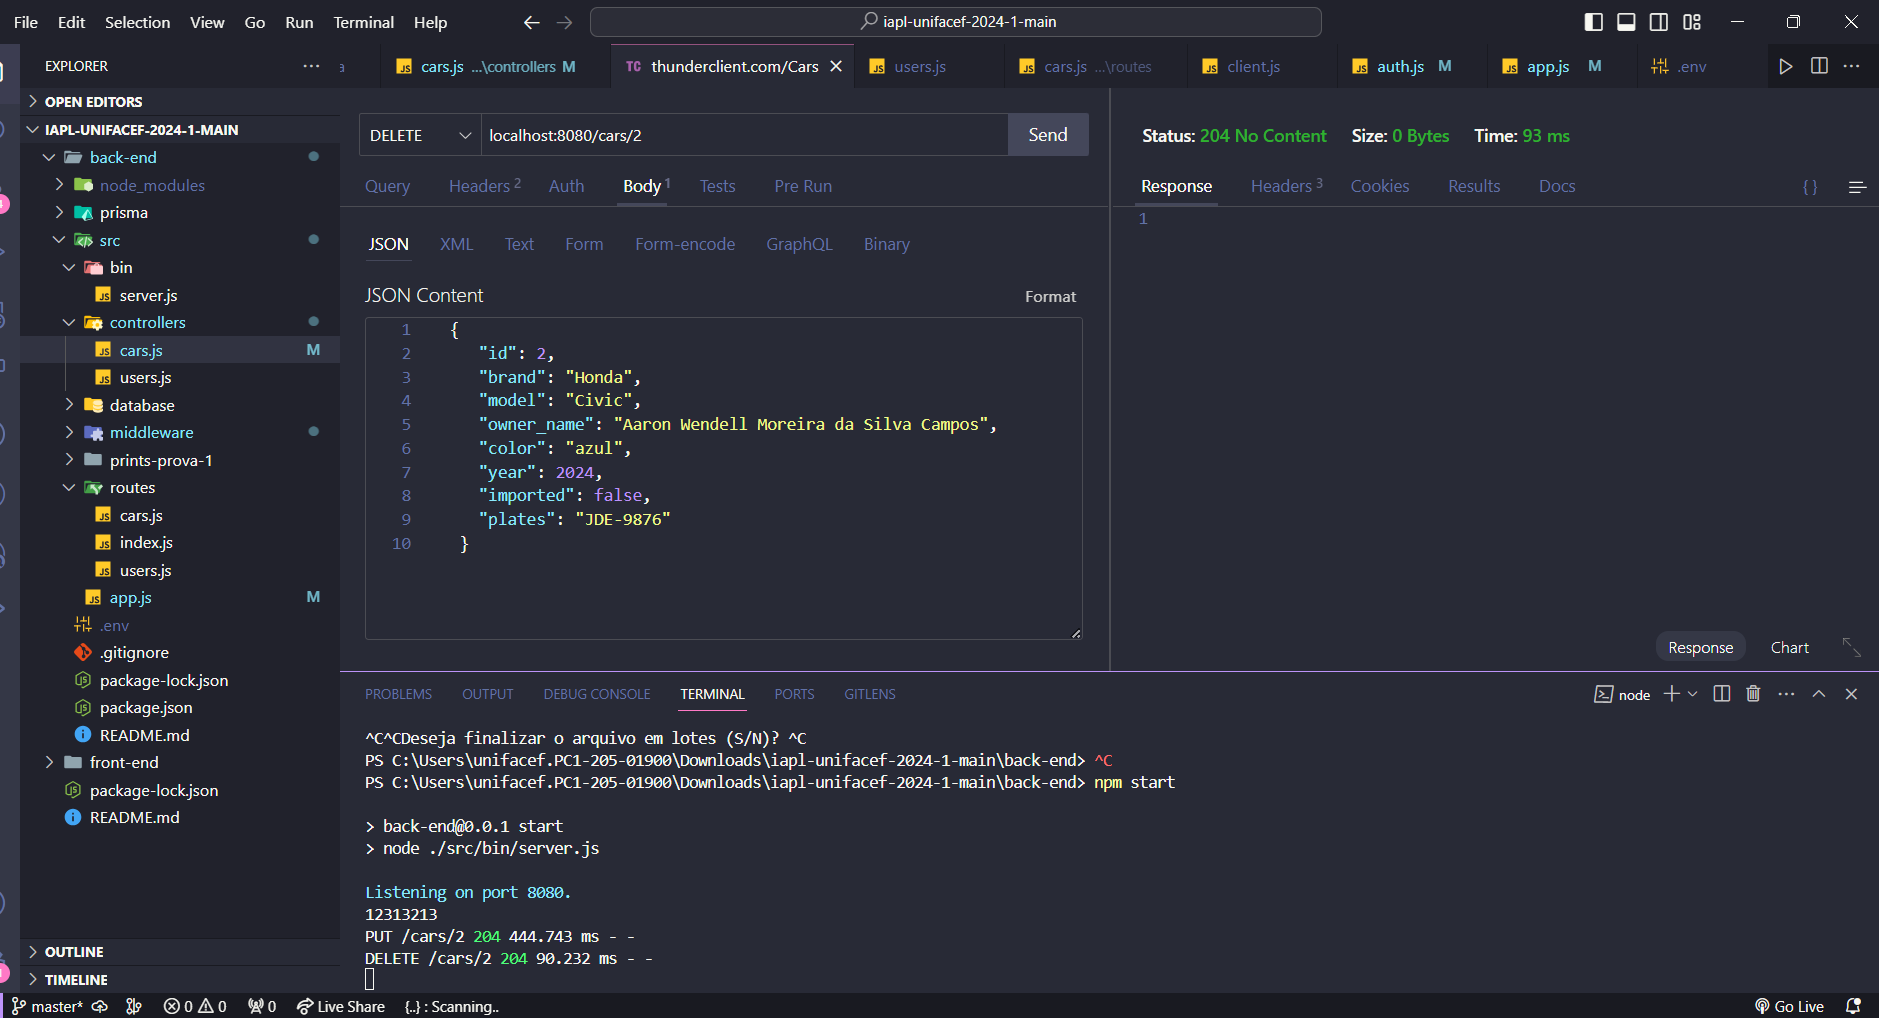 File Edit Selection View Go Run Terminal Help
iapl-unifacef-2024-1-main
EXPLORER
cars.js ...\controllers M
TC thunderclient.com/Cars
users.js
cars.js ...\routes
client.js
auth.js M
app.js M
.env
OPEN EDITORS
IAPL-UNIFACEF-2024-1-MAIN
back-end
node_modules
prisma
src
bin
server.js
controllers
cars.js M
users.js
database
middleware
prints-prova-1
routes
cars.js
index.js
users.js
app.js M
.env
.gitignore
package-lock.json
package.json
README.md
front-end
package-lock.json
README.md
OUTLINE
TIMELINE
DELETE localhost:8080/cars/2 Send
Query Headers 2 Auth Body 1 Tests Pre Run
JSON XML Text Form Form-encode GraphQL Binary
JSON Content Format
1 {
2 "id": 2,
3 "brand": "Honda",
4 "model": "Civic",
5 "owner_name": "Aaron Wendell Moreira da Silva Campos",
6 "color": "azul",
7 "year": 2024,
8 "imported": false,
9 "plates": "JDE-9876"
10 }
Status: 204 No Content Size: 0 Bytes Time: 93 ms
Response Headers 3 Cookies Results Docs {}
1
Response Chart
PROBLEMS OUTPUT DEBUG CONSOLE TERMINAL PORTS GITLENS
node
^C^CDeseja finalizar o arquivo em lotes (S/N)? ^C
PS C:\Users\unifacef.PC1-205-01900\Downloads\iapl-unifacef-2024-1-main\back-end> ^C
PS C:\Users\unifacef.PC1-205-01900\Downloads\iapl-unifacef-2024-1-main\back-end> npm start
> back-end@0.0.1 start
> node ./src/bin/server.js
Listening on port 8080.
12313213
PUT /cars/2 204 444.743 ms - -
DELETE /cars/2 204 90.232 ms - -
master* 0 0 0 Live Share {..} : Scanning.. Go Live